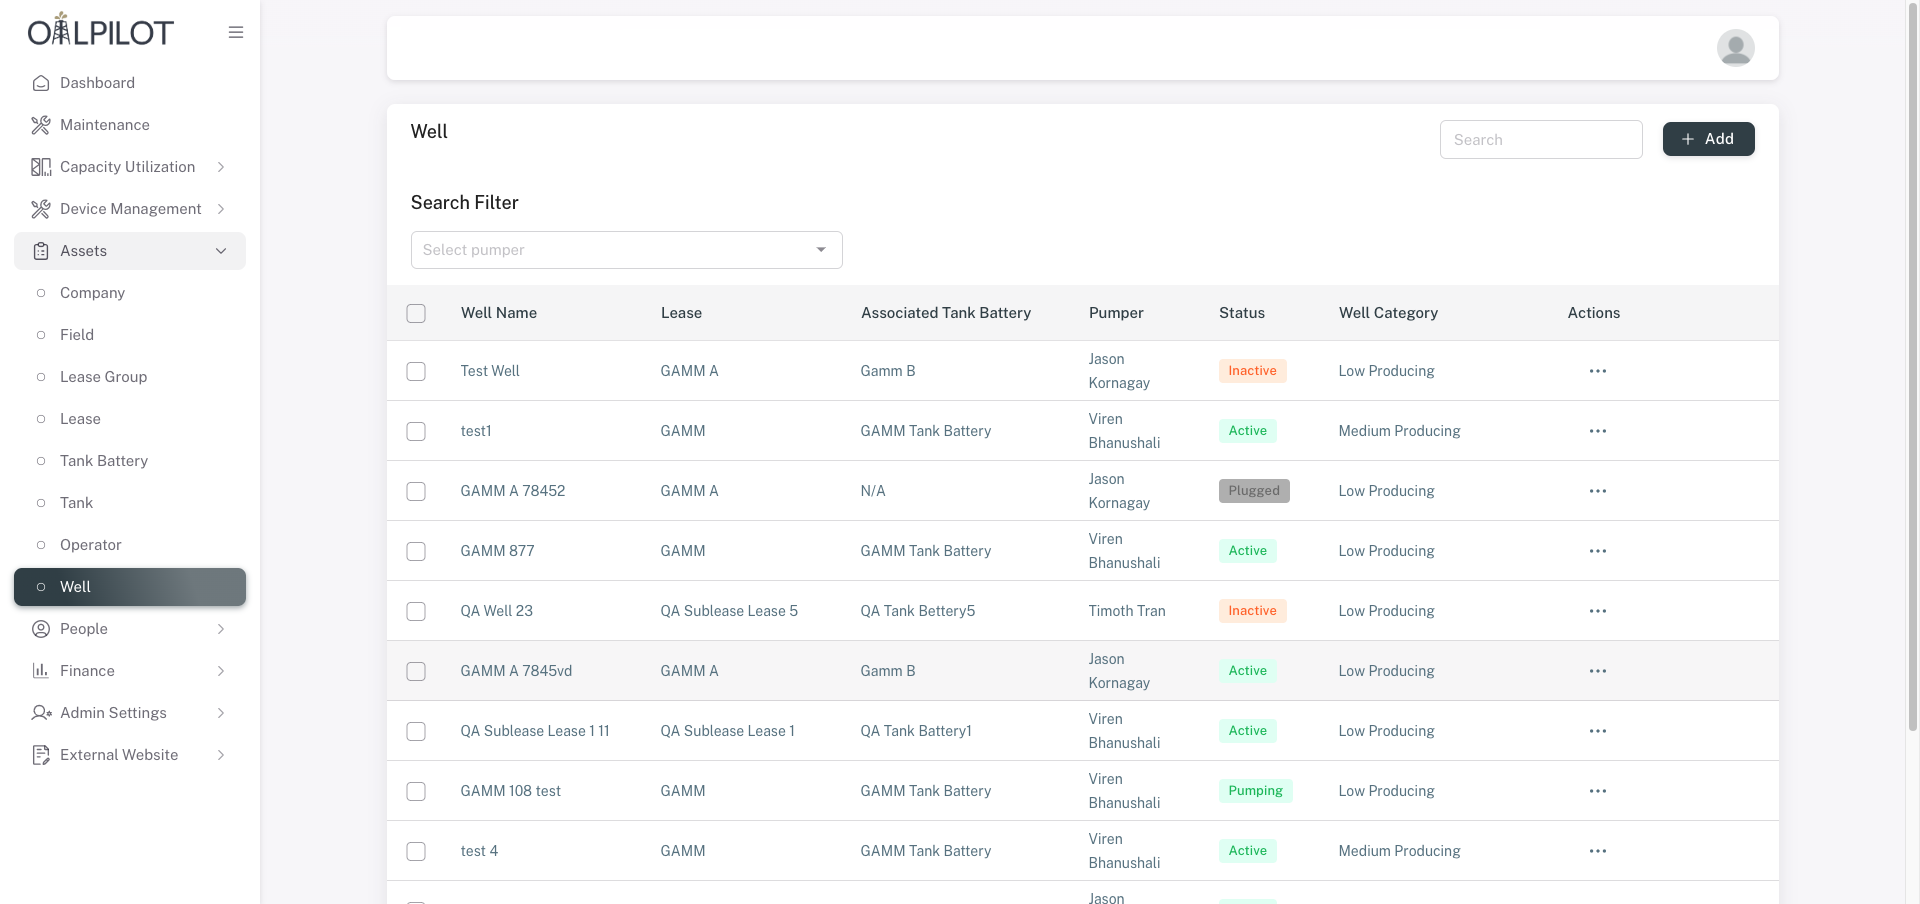 OILPILOT
Dashboard
Maintenance
Capacity Utilization
Device Management
Assets
Company
Field
Lease Group
Lease
Tank Battery
Tank
Operator
Well
People
Finance
Admin Settings
External Website
Well
Search
Add
Search Filter
Select pumper
Well Name Lease Associated Tank Battery Pumper Status Well Category Actions
Test Well GAMM A Gamm B Jason Kornagay Inactive Low Producing
test1 GAMM GAMM Tank Battery Viren Bhanushali Active Medium Producing
GAMM A 78452 GAMM A N/A Jason Kornagay Plugged Low Producing
GAMM 877 GAMM GAMM Tank Battery Viren Bhanushali Active Low Producing
QA Well 23 QA Sublease Lease 5 QA Tank Bettery5 Timoth Tran Inactive Low Producing
GAMM A 7845vd GAMM A Gamm B Jason Kornagay Active Low Producing
QA Sublease Lease 1 11 QA Sublease Lease 1 QA Tank Battery1 Viren Bhanushali Active Low Producing
GAMM 108 test GAMM GAMM Tank Battery Viren Bhanushali Pumping Low Producing
test 4 GAMM GAMM Tank Battery Viren Bhanushali Active Medium Producing
Jason